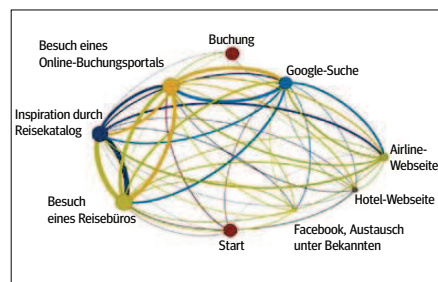 Buchung
Besuch eines
Online-Buchungsportals
Google-Suche
Inspiration durch
Reisekatalog
Airline-
Webseite
Hotel-Webseite
Besuch
eines Reisebüros
Facebook, Austausch
unter Bekannten
Start